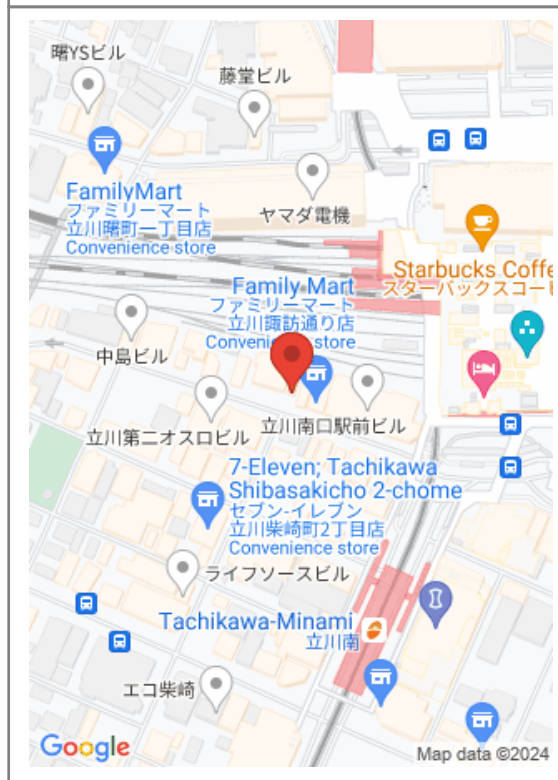 曙YSビル
藤堂ビル
FamilyMart
ファミリーマート
立川曙町一丁目店
Convenience store
ヤマダ電機
Starbucks Coffe
スターバックスコーヒ
Family Mart
ファミリーマート
立川諏訪通り店
store
中島ビル
立川第二オスロビル
立川南口駅前ビル
7-Eleven; Tachikawa
Shibasakicho 2-chome
セブン-イレブン
立川柴崎町2丁目店
Convenience store
ライフソースビル
Tachikawa-Minami
立川南
エコ柴崎
Google
Map data ©2024